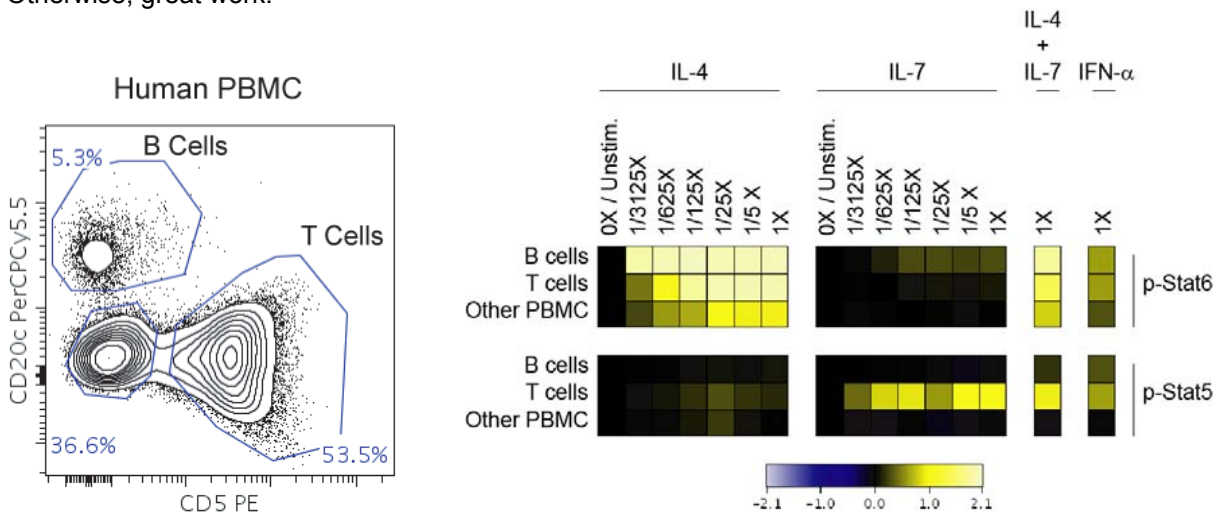 Otherwise, great work.
Human PBMC
B Cells
5.3%
T Cells
36.6%
53.5%
CD20c PerCPCy5.5
CD5 PE
IL-4
IL-7
IL-4
+
IL-7
IFN-α
0X / Unstim.
1/3125X
1/625X
1/125X
1/25X
1/5 X
1X
0X / Unstim.
1/3125X
1/625X
1/125X
1/25X
1/5 X
1X
1X
1X
B cells
T cells
Other PBMC
p-Stat6
B cells
T cells
Other PBMC
p-Stat5
-2.1 -1.0 0.0 1.0 2.1